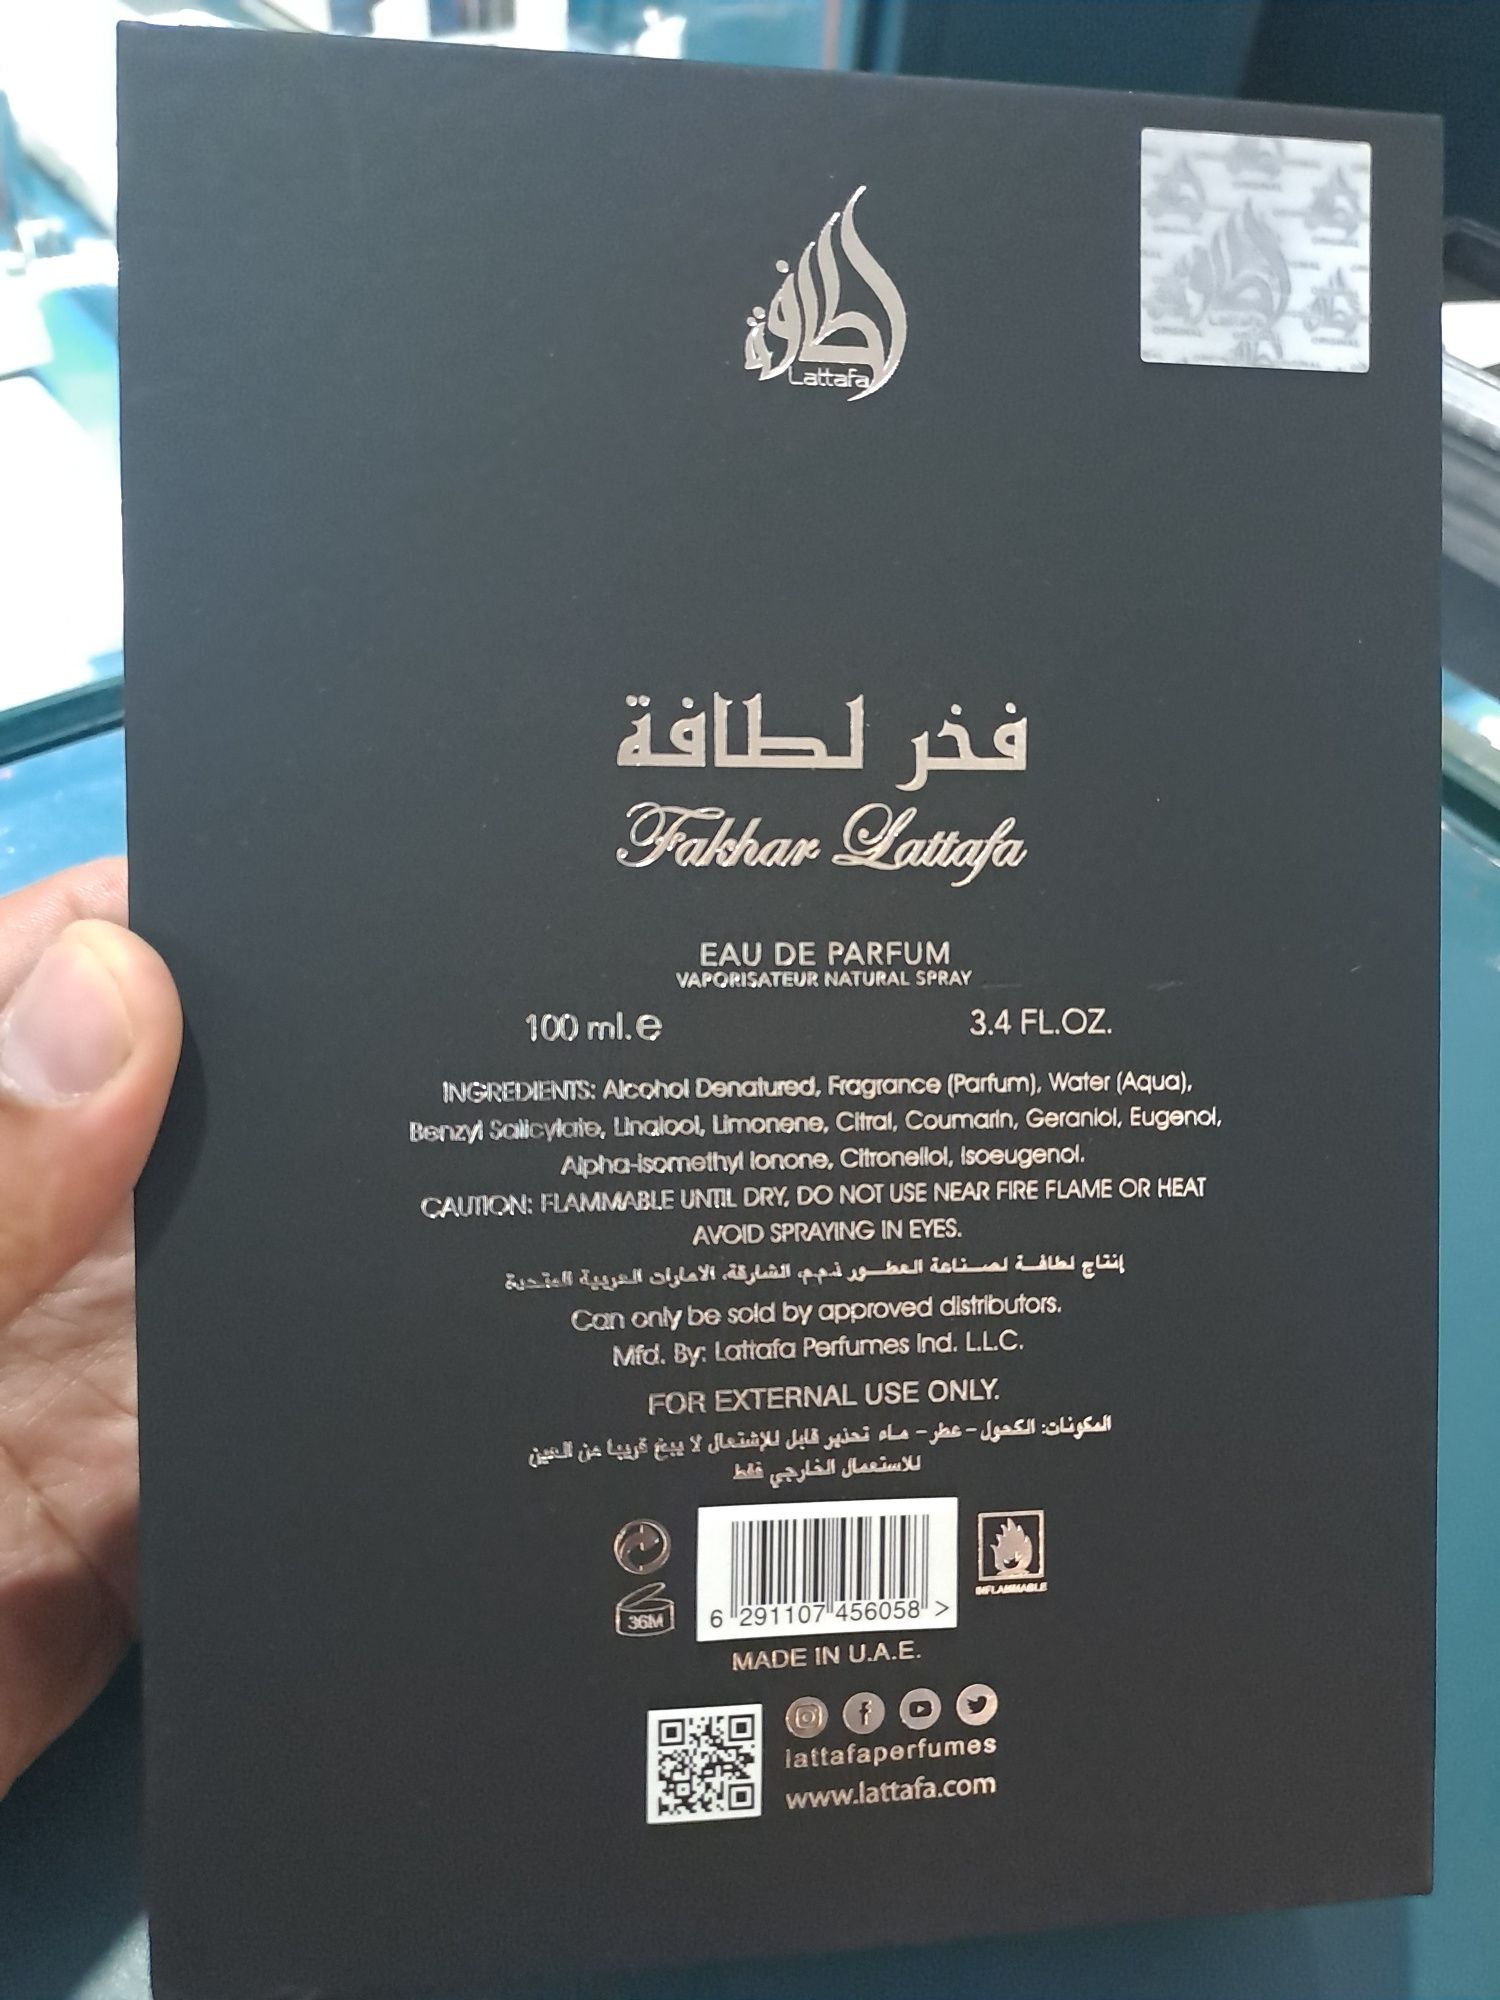 لطافة
Lattafa
فخر لطافة
Fakhar Lattafa
EAU DE PARFUM
VAPORISATEUR NATURAL SPRAY
100 ml.e 3.4 FL.OZ.
INGREDIENTS: Alcohol Denatured, Fragrance (Parfum), Water (Aqua),
Benzyl Salicylate, Linalool, Limonene, Citral, Coumarin, Geraniol, Eugenol,
Alpha-isomethyl Ionone, Citronellol, Isoeugenol.
CAUTION: FLAMMABLE UNTIL DRY, DO NOT USE NEAR FIRE FLAME OR HEAT
AVOID SPRAYING IN EYES.
إنتاج لطافة لصناعة العطور ذ.م.م. الشارقة، الامارات العربية المتحدة
Can only be sold by approved distributors.
Mfd. By: Lattafa Perfumes Ind. L.L.C.
FOR EXTERNAL USE ONLY.
المكونات: الكحول - عطر - ماء تحذير قابل للإشتعال لا يبخ قريبا عن العين
للاستعمال الخارجي فقط
36M
6 291107 456058 >
INFLAMMABLE
MADE IN U.A.E.
lattafaperfumes
www.lattafa.com